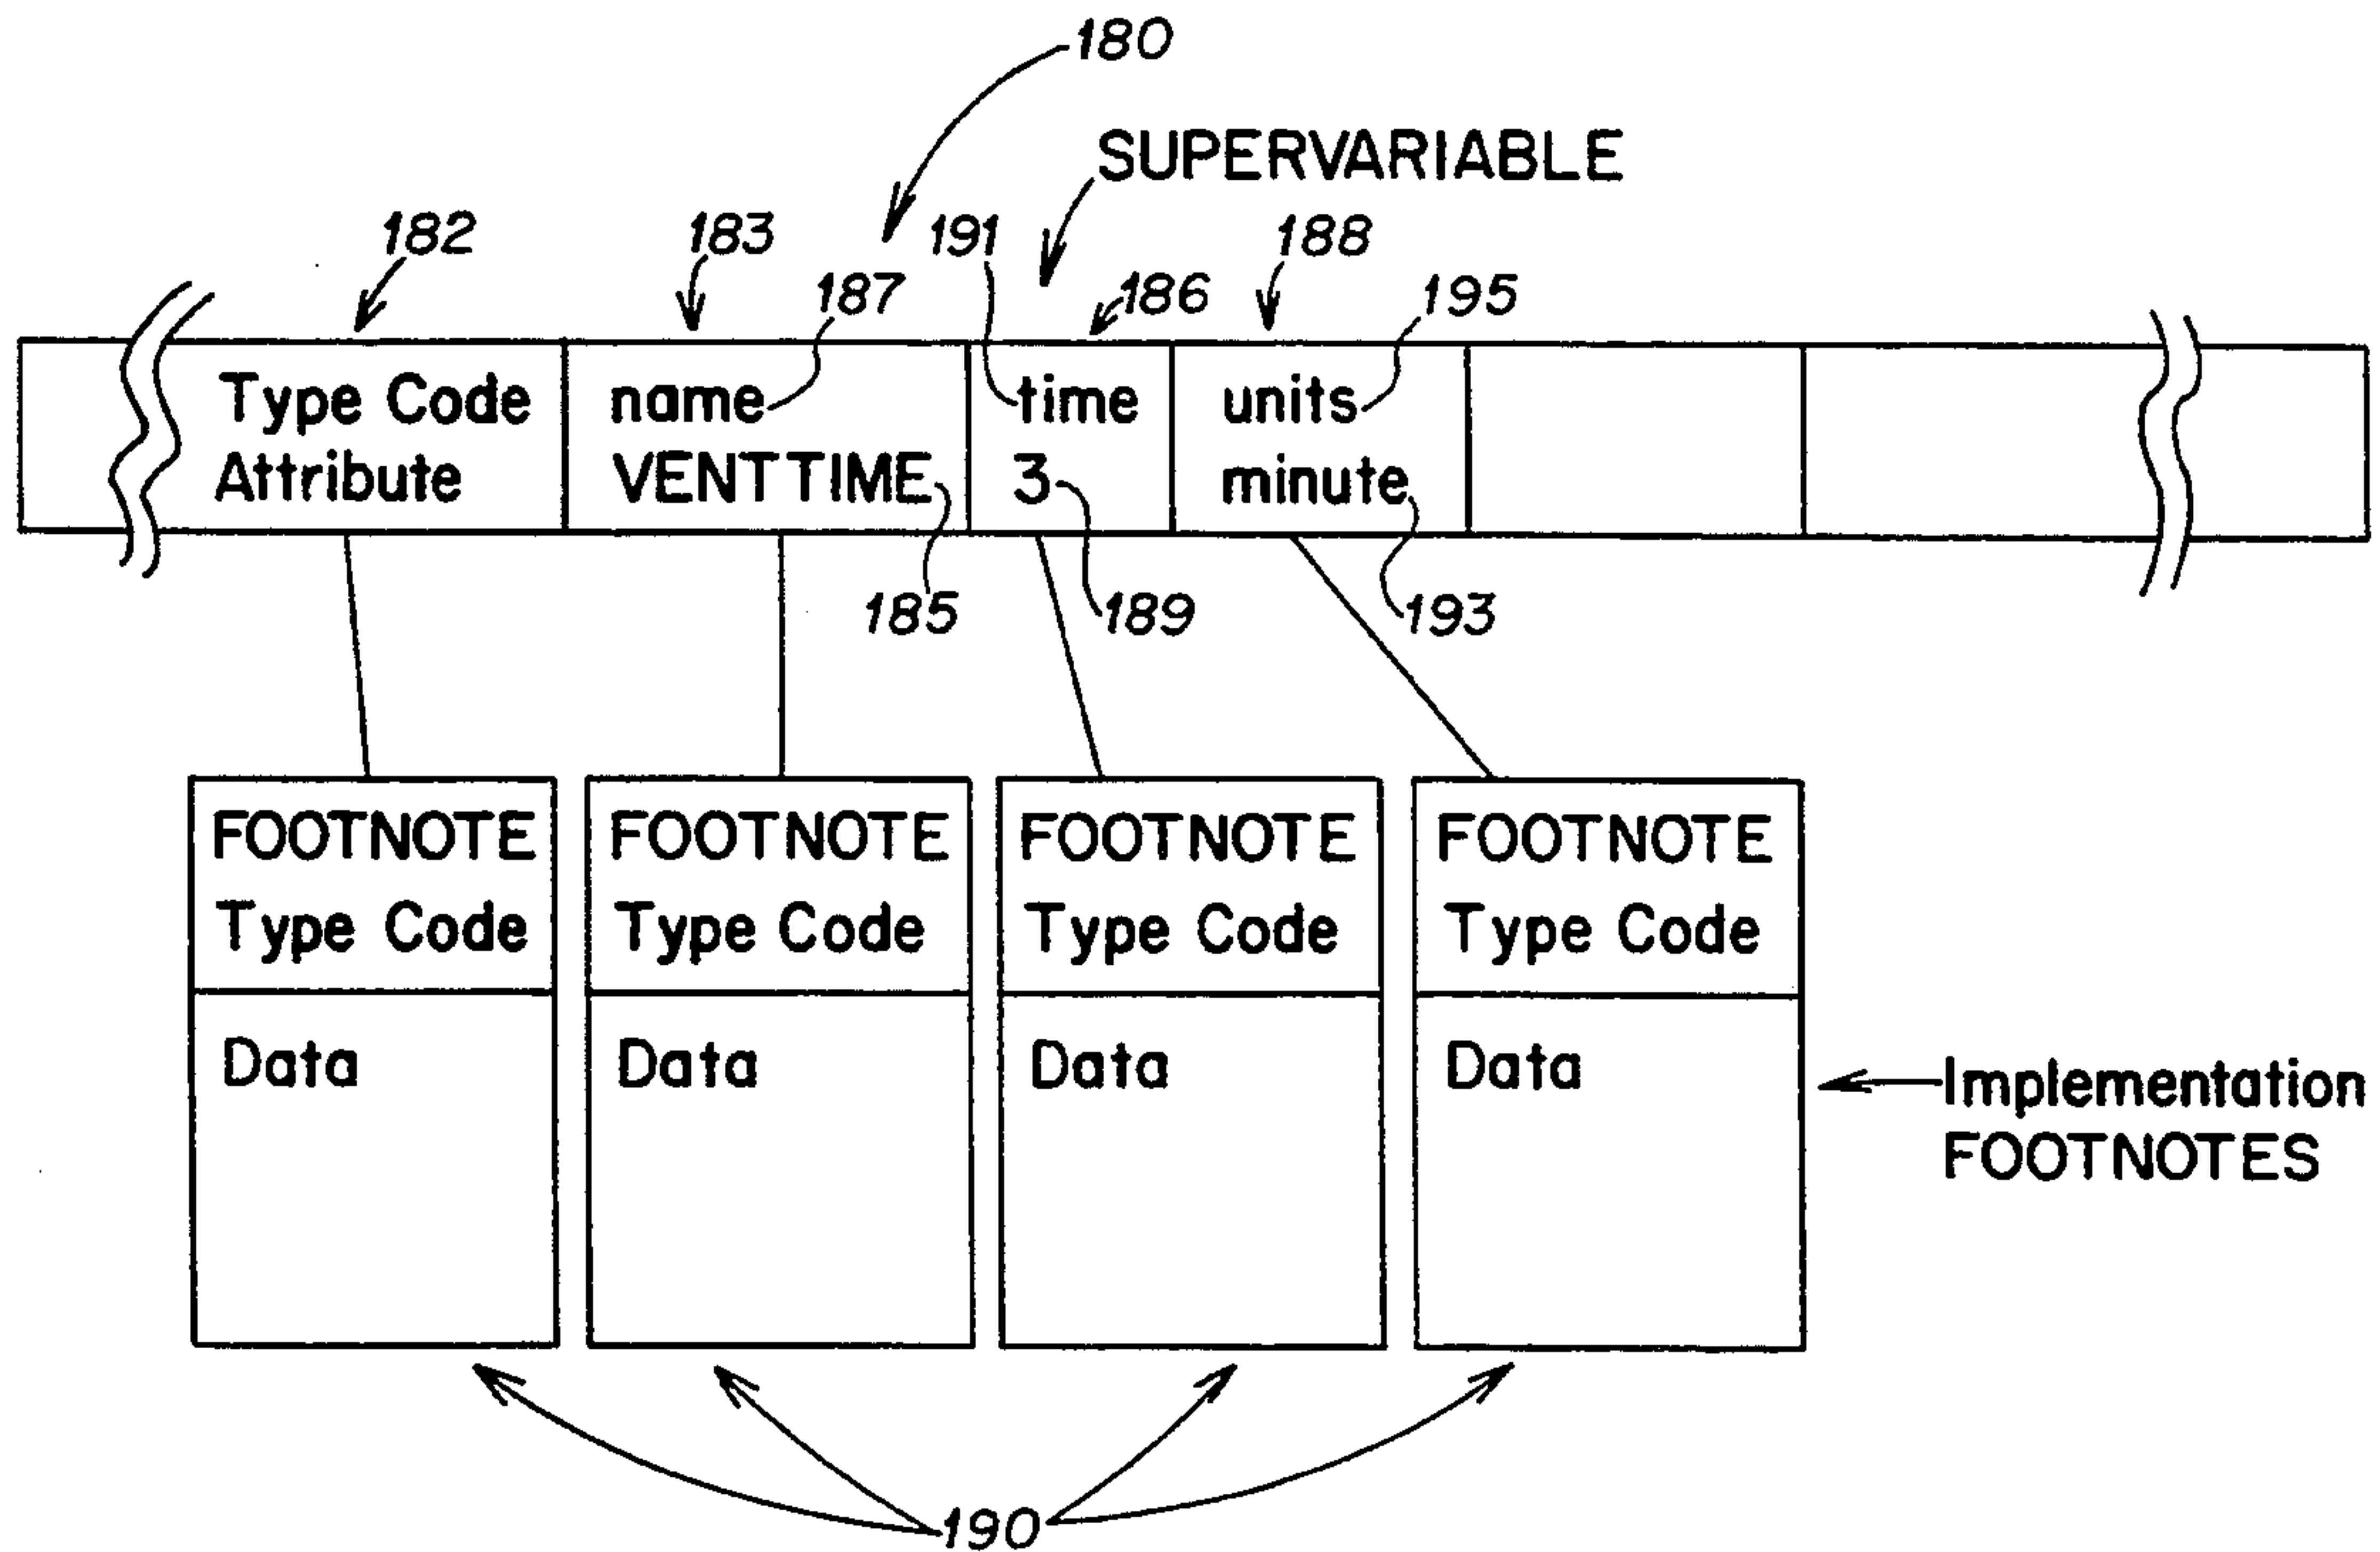 180
SUPERVARIABLE
182 183 191 188
187 186 195
Type Code name time units
Attribute VENT TIME 3 minute
185 189 193
FOOTNOTE FOOTNOTE FOOTNOTE FOOTNOTE
Type Code Type Code Type Code Type Code
Data Data Data Data
Implementation
FOOTNOTES
190